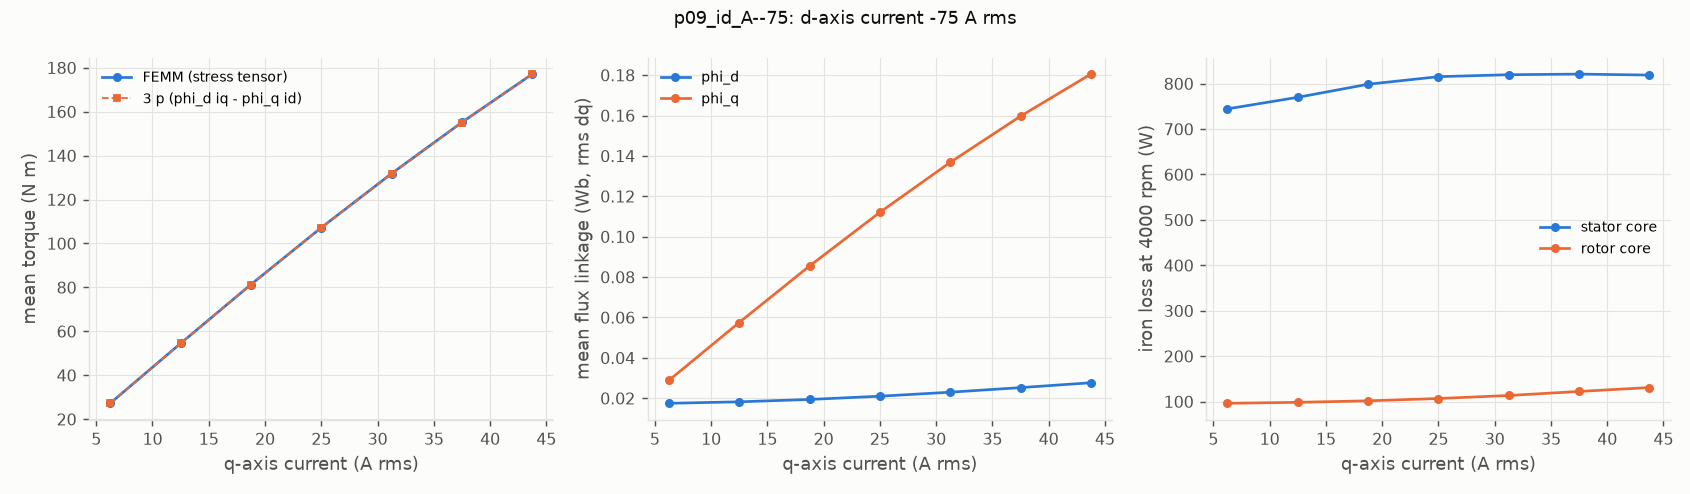 p09_id_A--75: d-axis current -75 A rms
FEMM (stress tensor)
3 p (phi_d iq - phi_q id)
mean torque (N m)
180
160
140
120
100
80
60
40
20
5 10 15 20 25 30 35 40 45
q-axis current (A rms)
phi_d
phi_q
mean flux linkage (Wb, rms dq)
0.18
0.16
0.14
0.12
0.10
0.08
0.06
0.04
0.02
5 10 15 20 25 30 35 40 45
q-axis current (A rms)
stator core
rotor core
iron loss at 4000 rpm (W)
800
700
600
500
400
300
200
100
5 10 15 20 25 30 35 40 45
q-axis current (A rms)